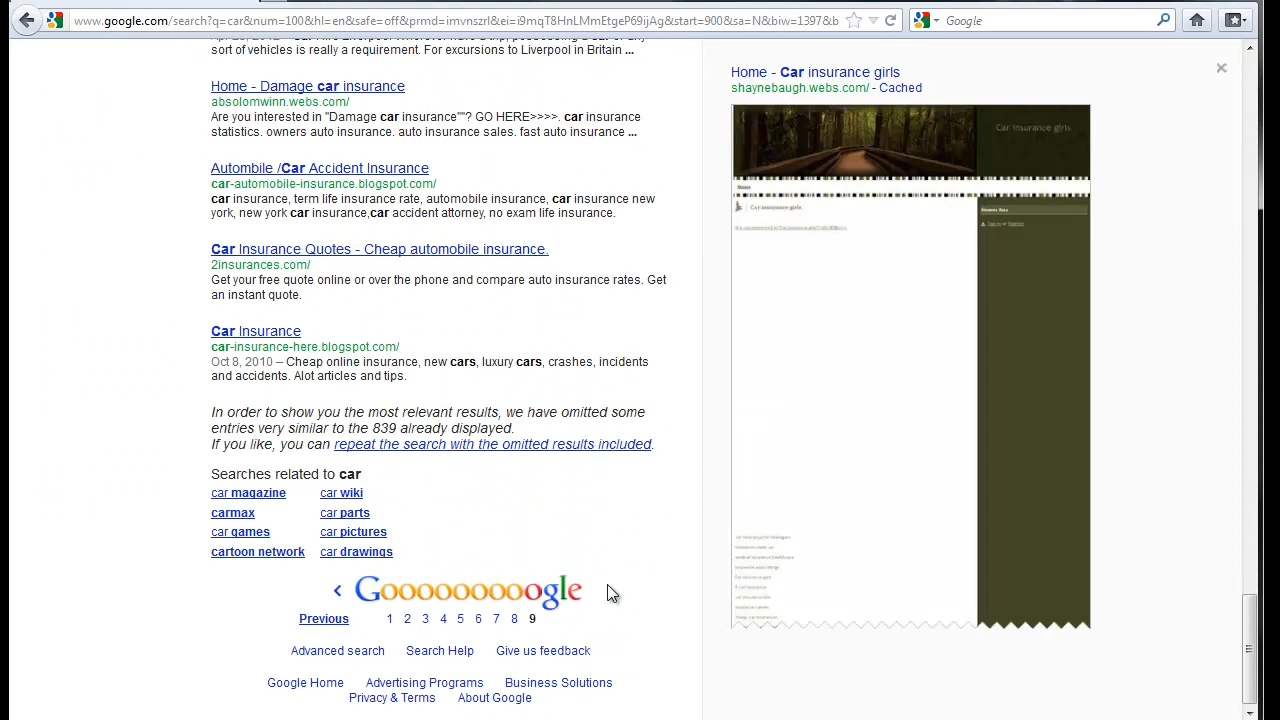 www.google.com/search?q=car&num=100&hl=en&safe=off&prmd=imvnszl&ei=i9mqTbHnLMmEtgeP69ijAg&start=900&sa=N&biw=1397&b
Google
sort of vehicles is really a requirement. For excursions to Liverpool in Britain ...
Home - Damage car insurance
absolomwinn.webs.com/
are you interested in "Damage car insurance""? GO HERE>>>>. car insurance
statistics. owners auto insurance. auto insurance sales. fast auto insurance ...
Autombile /Car Accident Insurance
car-automobile-insurance.blogspot.com/
low cost term life insurance rate, automobile insurance, car insurance new
york, new york car insurance,car accident attorney, no exam life insurance.
Car Insurance Quotes - Cheap automobile insurance.
2insurances.com/
Get your free quote online or over the phone and compare auto insurance rates. Get
an instant quote.
Car Insurance
car-insurance-here.blogspot.com/
Oct 8, 2010 – Cheap online insurance, new cars, luxury cars, crashes, incidents
and accidents. Alot articles and tips.
In order to show you the most relevant results, we have omitted some
entries very similar to the 839 already displayed.
If you like, you can repeat the search with the omitted results included.
Searches related to car
car magazine car wiki
carmax car parts
car games car pictures
cartoon network car drawings
Gooooooooogle
Previous 1 2 3 4 5 6 7 8 9
Advanced search Search Help Give us feedback
Google Home Advertising Programs Business Solutions
Privacy & Terms About Google
Home - Car insurance girls
shaynebaugh.webs.com/ - Cached
Car insurance girls
Home
Car insurance girls